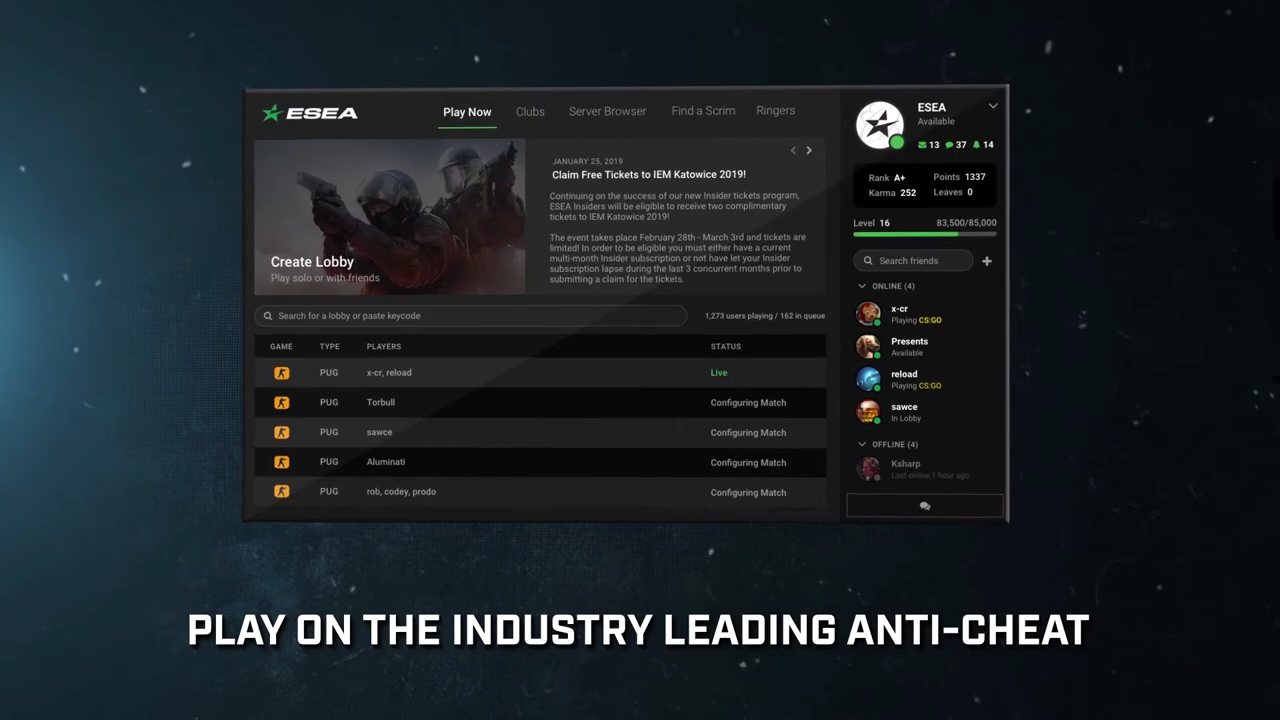 ESEA
Play Now
Clubs
Server Browser
Find a Scrim
Ringers
JANUARY 25, 2019
Claim Free Tickets to IEM Katowice 2019!
Continuing on the success of our new Insider tickets program,
ESEA Insiders will be eligible to receive two complimentary
tickets to IEM Katowice 2019!
The event takes place February 28th - March 3rd and tickets are
limited! In order to be eligible you must either have a current
multi-month Insider subscription or not have let your Insider
subscription lapse during the last 3 concurrent months prior to
submitting a claim for the tickets.
Create Lobby
Play solo or with friends
Search for a lobby or paste keycode
1,273 users playing / 162 in queue
GAME TYPE PLAYERS STATUS
PUG x-cr, reload Live
PUG Torbull Configuring Match
PUG sawce Configuring Match
PUG Aluminati Configuring Match
PUG rob, codey, prodo Configuring Match
ESEA
Available
13 37 14
Rank A+ Points 1337
Karma 252 Leaves 0
Level 16 83,500/85,000
Search friends
ONLINE (4)
x-cr
Playing CS:GO
Presents
Available
reload
Playing CS:GO
sawce
In Lobby
OFFLINE (4)
Ksharp
Last online 1 hour ago
PLAY ON THE INDUSTRY LEADING ANTI-CHEAT